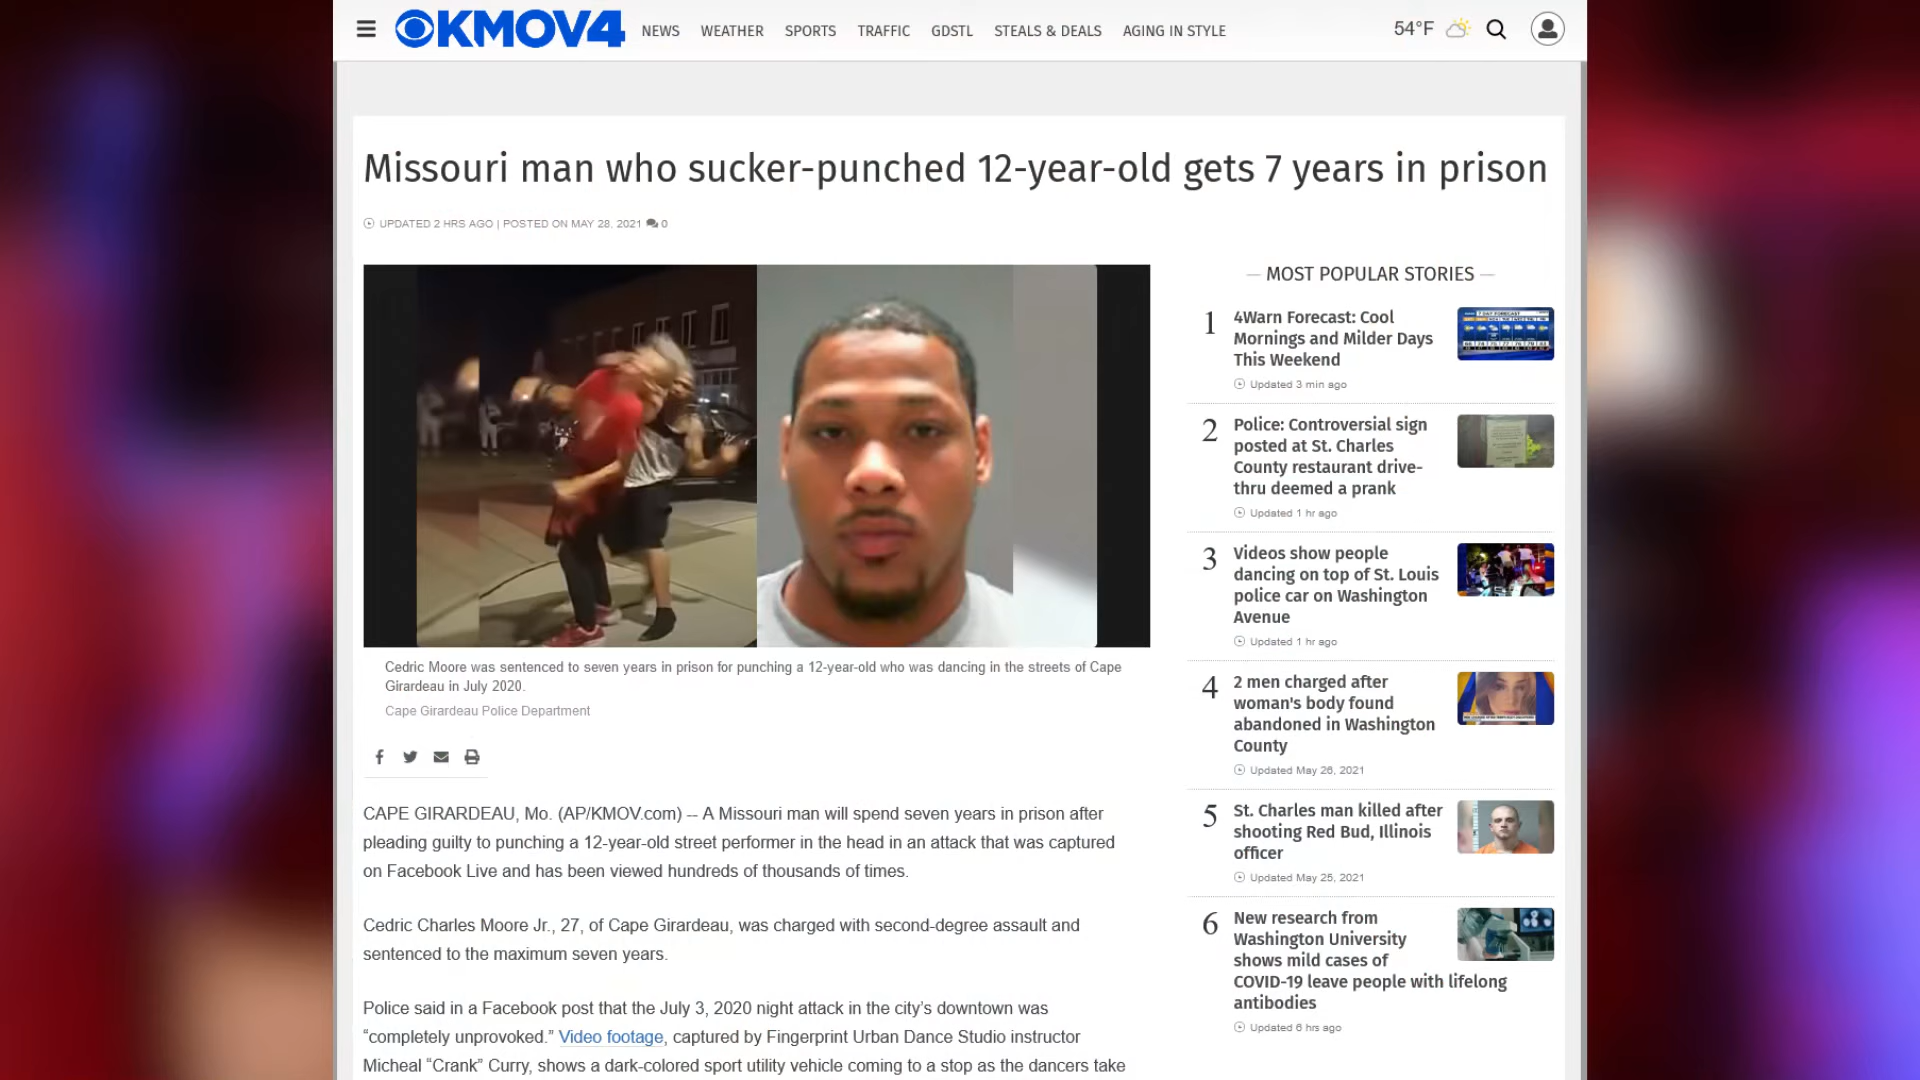 KMOV4
NEWS
WEATHER
SPORTS
TRAFFIC
GDSTL
STEALS & DEALS
AGING IN STYLE
54°F
Missouri man who sucker-punched 12-year-old gets 7 years in prison
UPDATED 2 HRS AGO | POSTED ON MAY 28, 2021 0
Cedric Moore was sentenced to seven years in prison for punching a 12-year-old who was dancing in the streets of Cape
Girardeau in July 2020.
Cape Girardeau Police Department
CAPE GIRARDEAU, Mo. (AP/KMOV.com) -- A Missouri man will spend seven years in prison after
pleading guilty to punching a 12-year-old street performer in the head in an attack that was captured
on Facebook Live and has been viewed hundreds of thousands of times.
Cedric Charles Moore Jr., 27, of Cape Girardeau, was charged with second-degree assault and
sentenced to the maximum seven years.
Police said in a Facebook post that the July 3, 2020 night attack in the city’s downtown was
“completely unprovoked.” Video footage, captured by Fingerprint Urban Dance Studio instructor
Micheal “Crank” Curry, shows a dark-colored sport utility vehicle coming to a stop as the dancers take
MOST POPULAR STORIES
1
4Warn Forecast: Cool
Mornings and Milder Days
This Weekend
Updated 3 min ago
2
Police: Controversial sign
posted at St. Charles
County restaurant drive-
thru deemed a prank
Updated 1 hr ago
3
Videos show people
dancing on top of St. Louis
police car on Washington
Avenue
Updated 1 hr ago
4
2 men charged after
woman's body found
abandoned in Washington
County
Updated May 26, 2021
5
St. Charles man killed after
shooting Red Bud, Illinois
officer
Updated May 25, 2021
6
New research from
Washington University
shows mild cases of
COVID-19 leave people with lifelong
antibodies
Updated 6 hrs ago